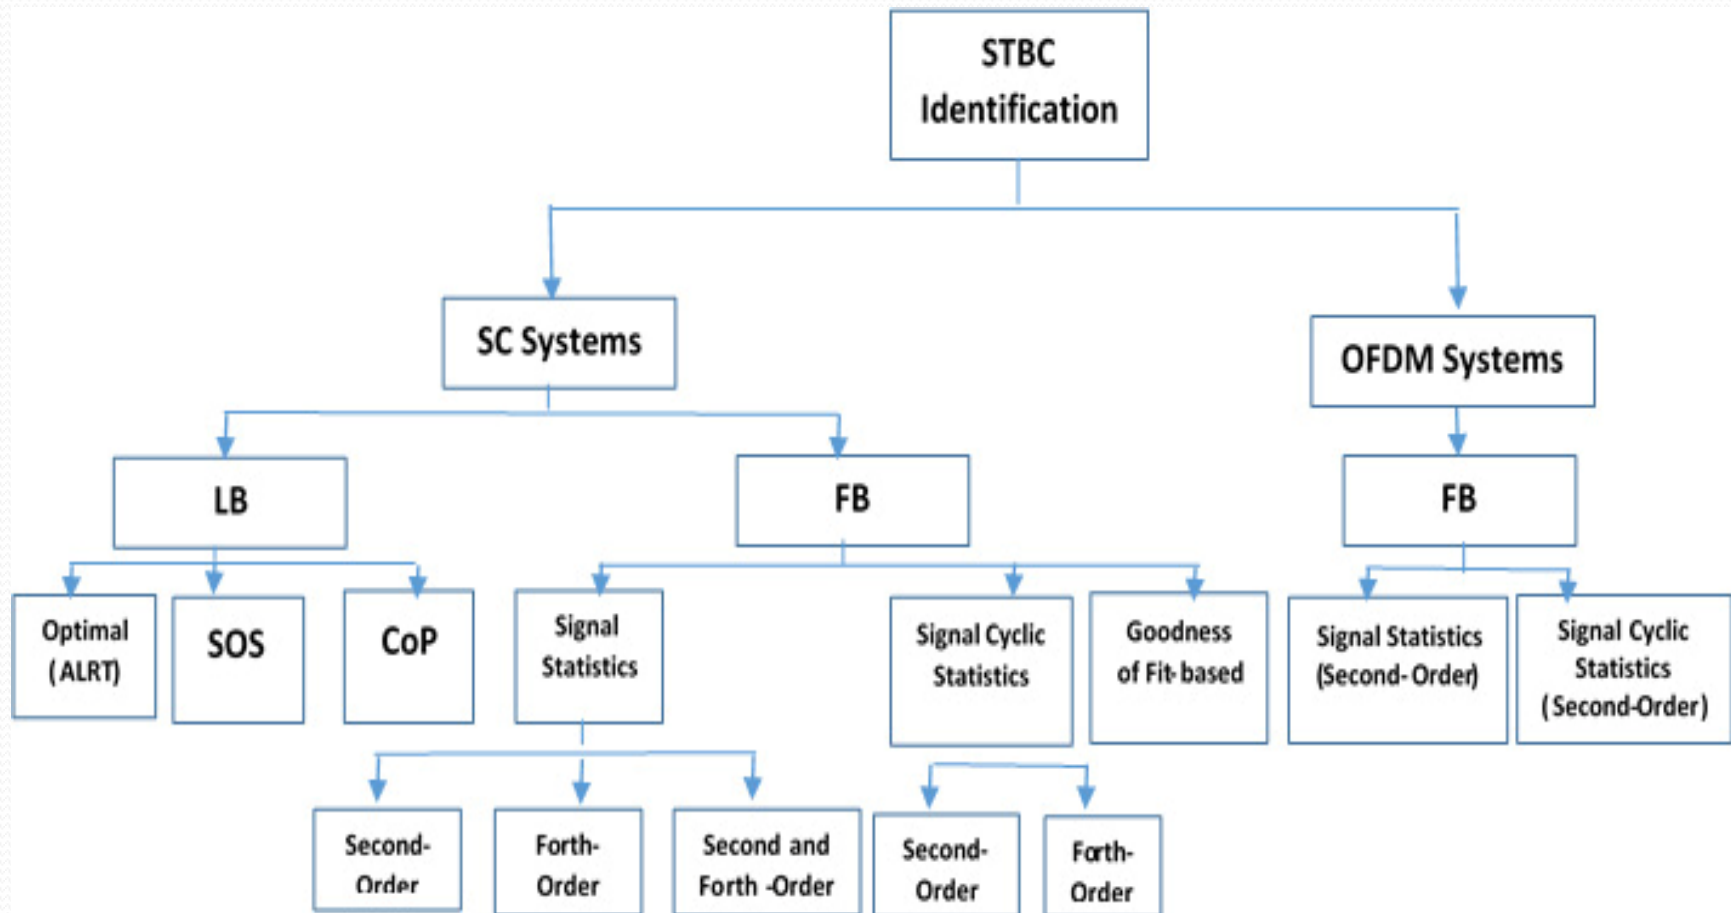 STBC
Identification
SC Systems
OFDM Systems
LB
FB
FB
Optimal
(ALRT)
SOS
CoP
Signal
Statistics
Signal Cyclic
Statistics
Goodness
of Fit-based
Signal Statistics
(Second- Order)
Signal Cyclic
Statistics
(Second-Order)
Second-
Order
Forth-
Order
Second and
Forth -Order
Second-
Order
Forth-
Order